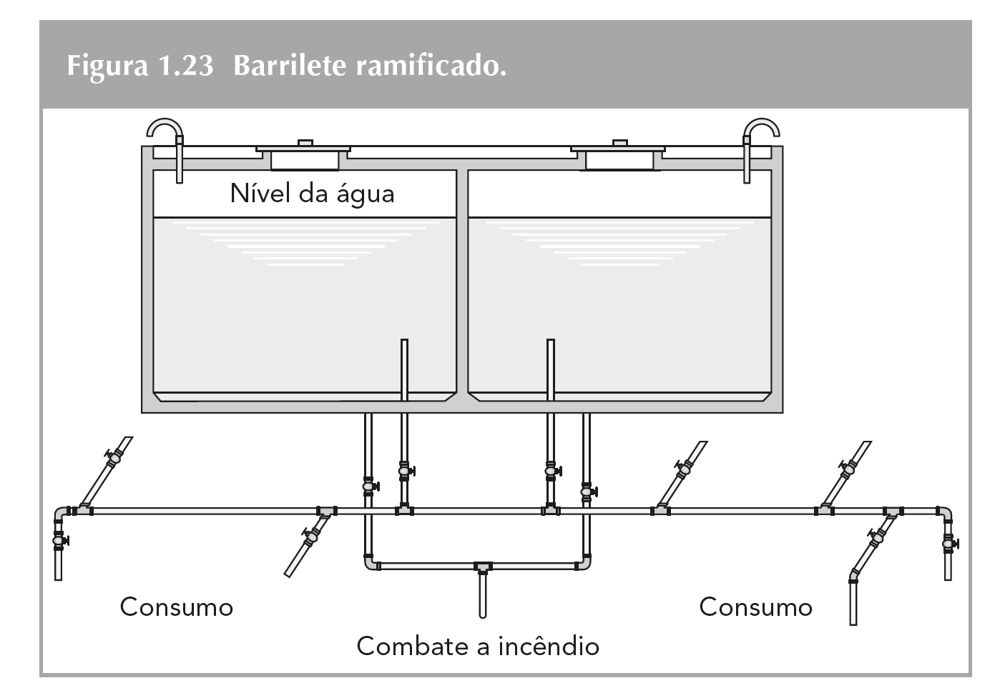 Figura 1.23 Barrilete ramificado.
Nível da água
Consumo
Consumo
Combate a incêndio